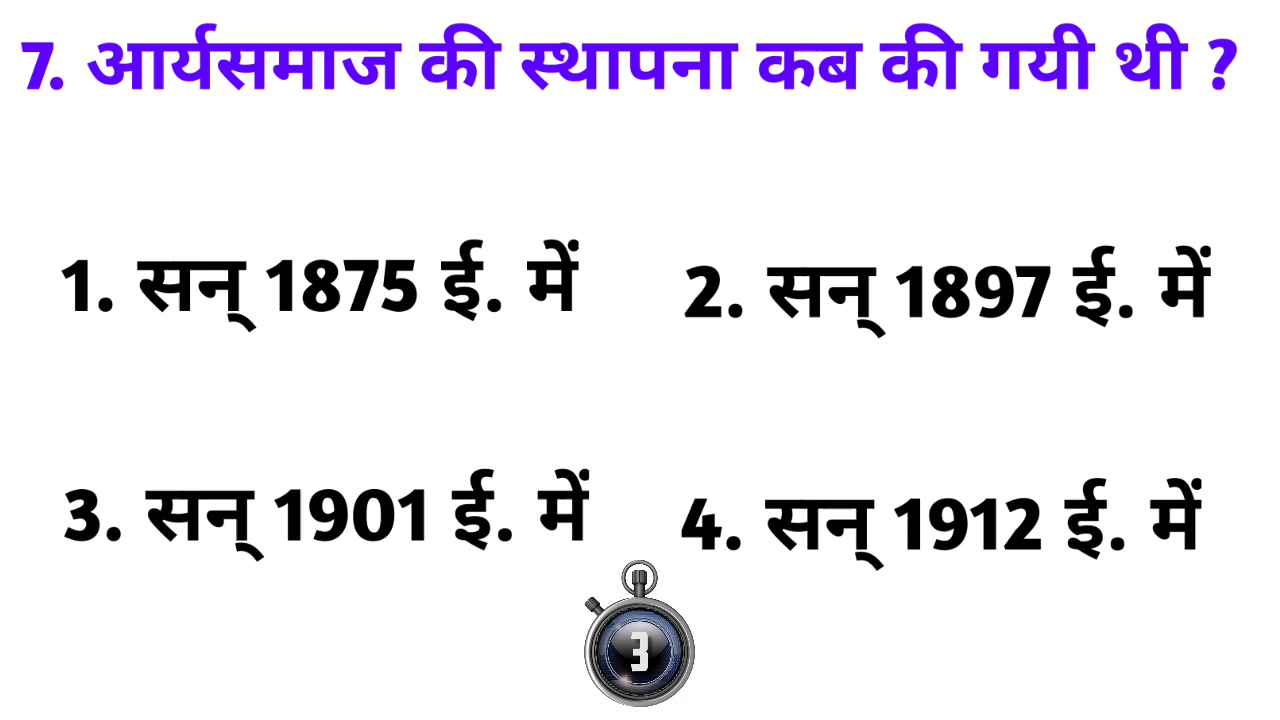 7. आर्यसमाज की स्थापना कब की गयी थी ?
1. सन् 1875 ई. में
2. सन् 1897 ई. में
3. सन् 1901 ई. में
4. सन् 1912 ई. में
3